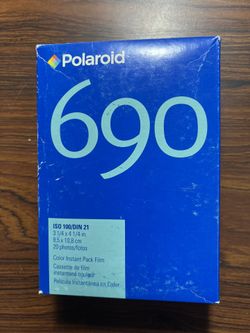 Polaroid
690
ISO 100/DIN 21
3 1/4 x 4 1/4 in
8,5 x 10,8 cm
20 photos/fotos
Color Instant Pack Film
Cassette de film
instantané couleur
Película Instantánea en Color